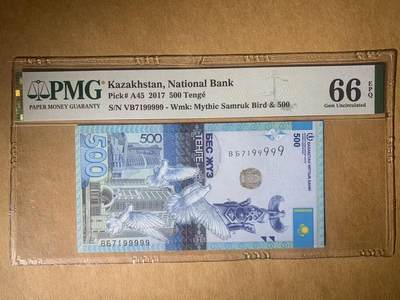 PMG
PAPER MONEY GUARANTY
Kazakhstan, National Bank
Pick# A45 2017 500 Tengé
S/N VB7199999 - Wmk: Mythic Samruk Bird & 500
66
EPQ
Gem Uncirculated
500
500
БЕС ЖҮЗ
ТЕҢГЕ
ВБ7199999
500
ВБ7199999